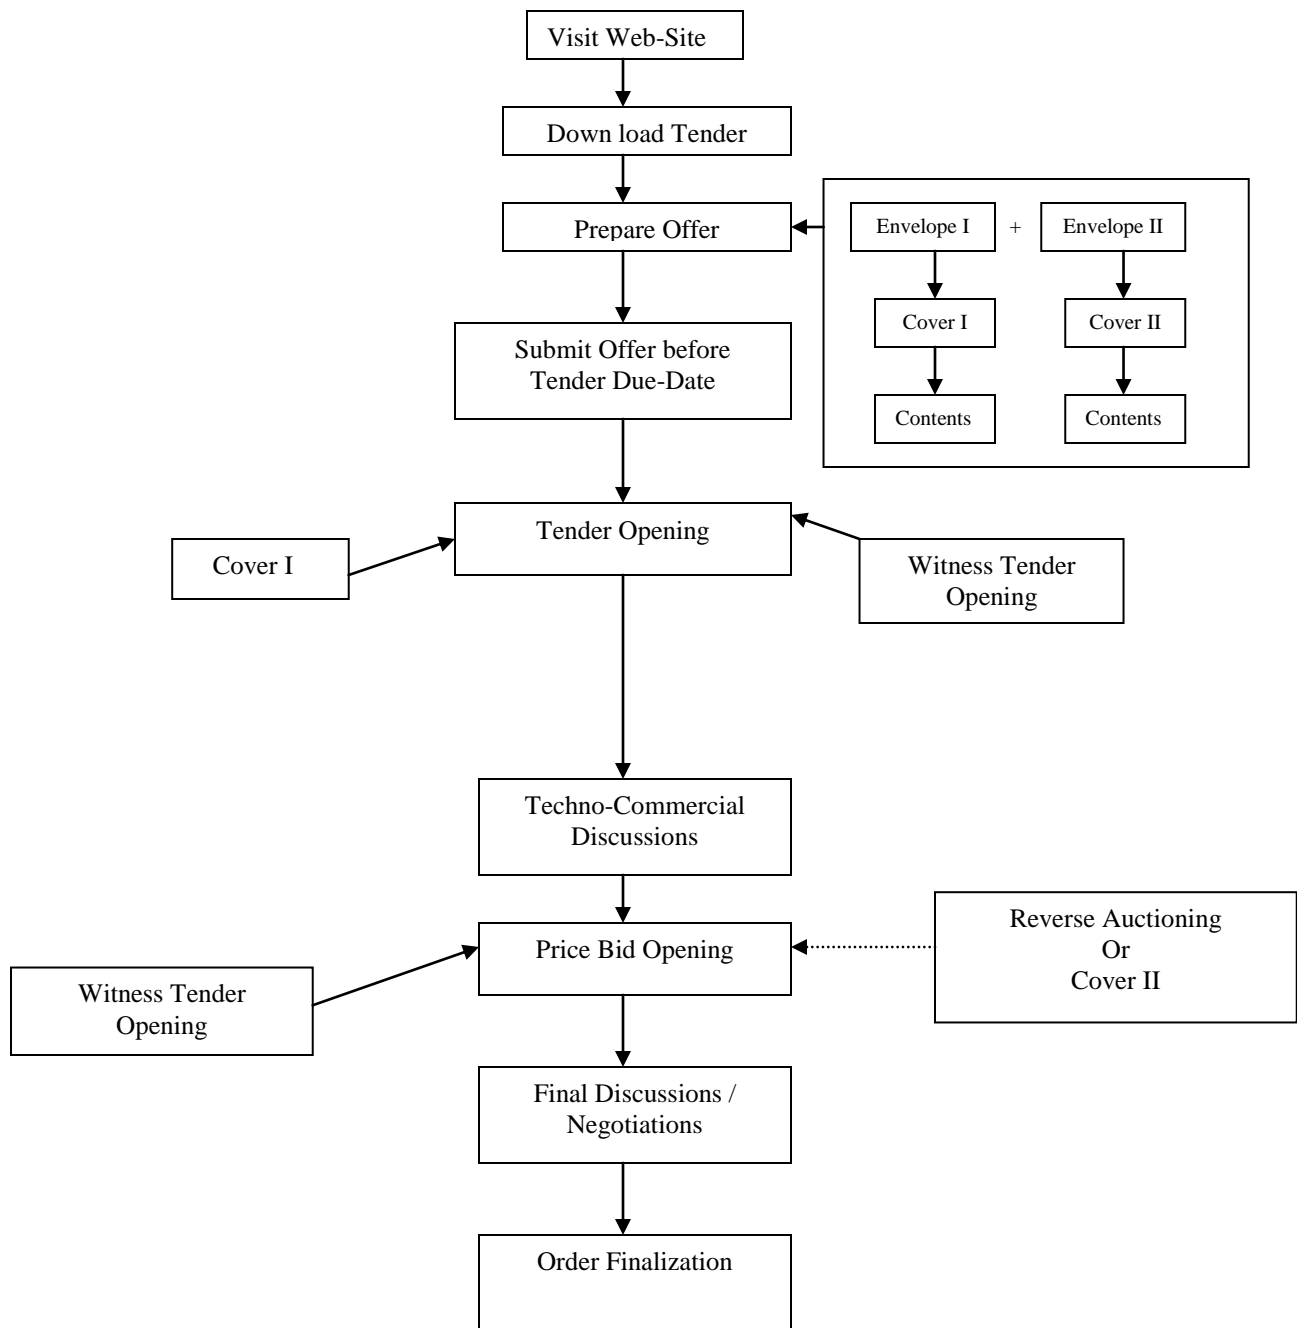 Visit Web-Site
Down load Tender
Prepare Offer
Envelope I + Envelope II
Cover I Cover II
Contents Contents
Submit Offer before
Tender Due-Date
Tender Opening
Cover I
Witness Tender
Opening
Techno-Commercial
Discussions
Price Bid Opening
Reverse Auctioning
Or
Cover II
Witness Tender
Opening
Final Discussions /
Negotiations
Order Finalization